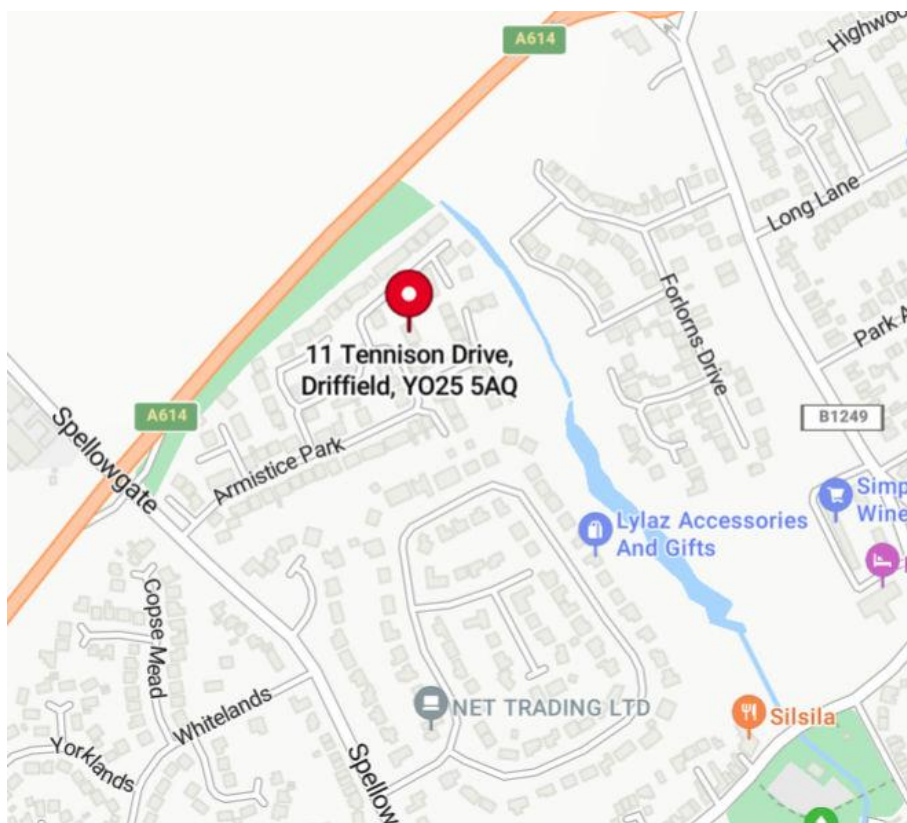 A614
Highwoo
Long Lane
Forlorns Drive
Park A
11 Tennison Drive,
Driffield, YO25 5AQ
A614
B1249
Spellowgate
Armistice Park
Simp
Wine
Lylaz Accessories
And Gifts
Copse Mead
Whitelands
NET TRADING LTD
Silsila
Yorklands
Spellow